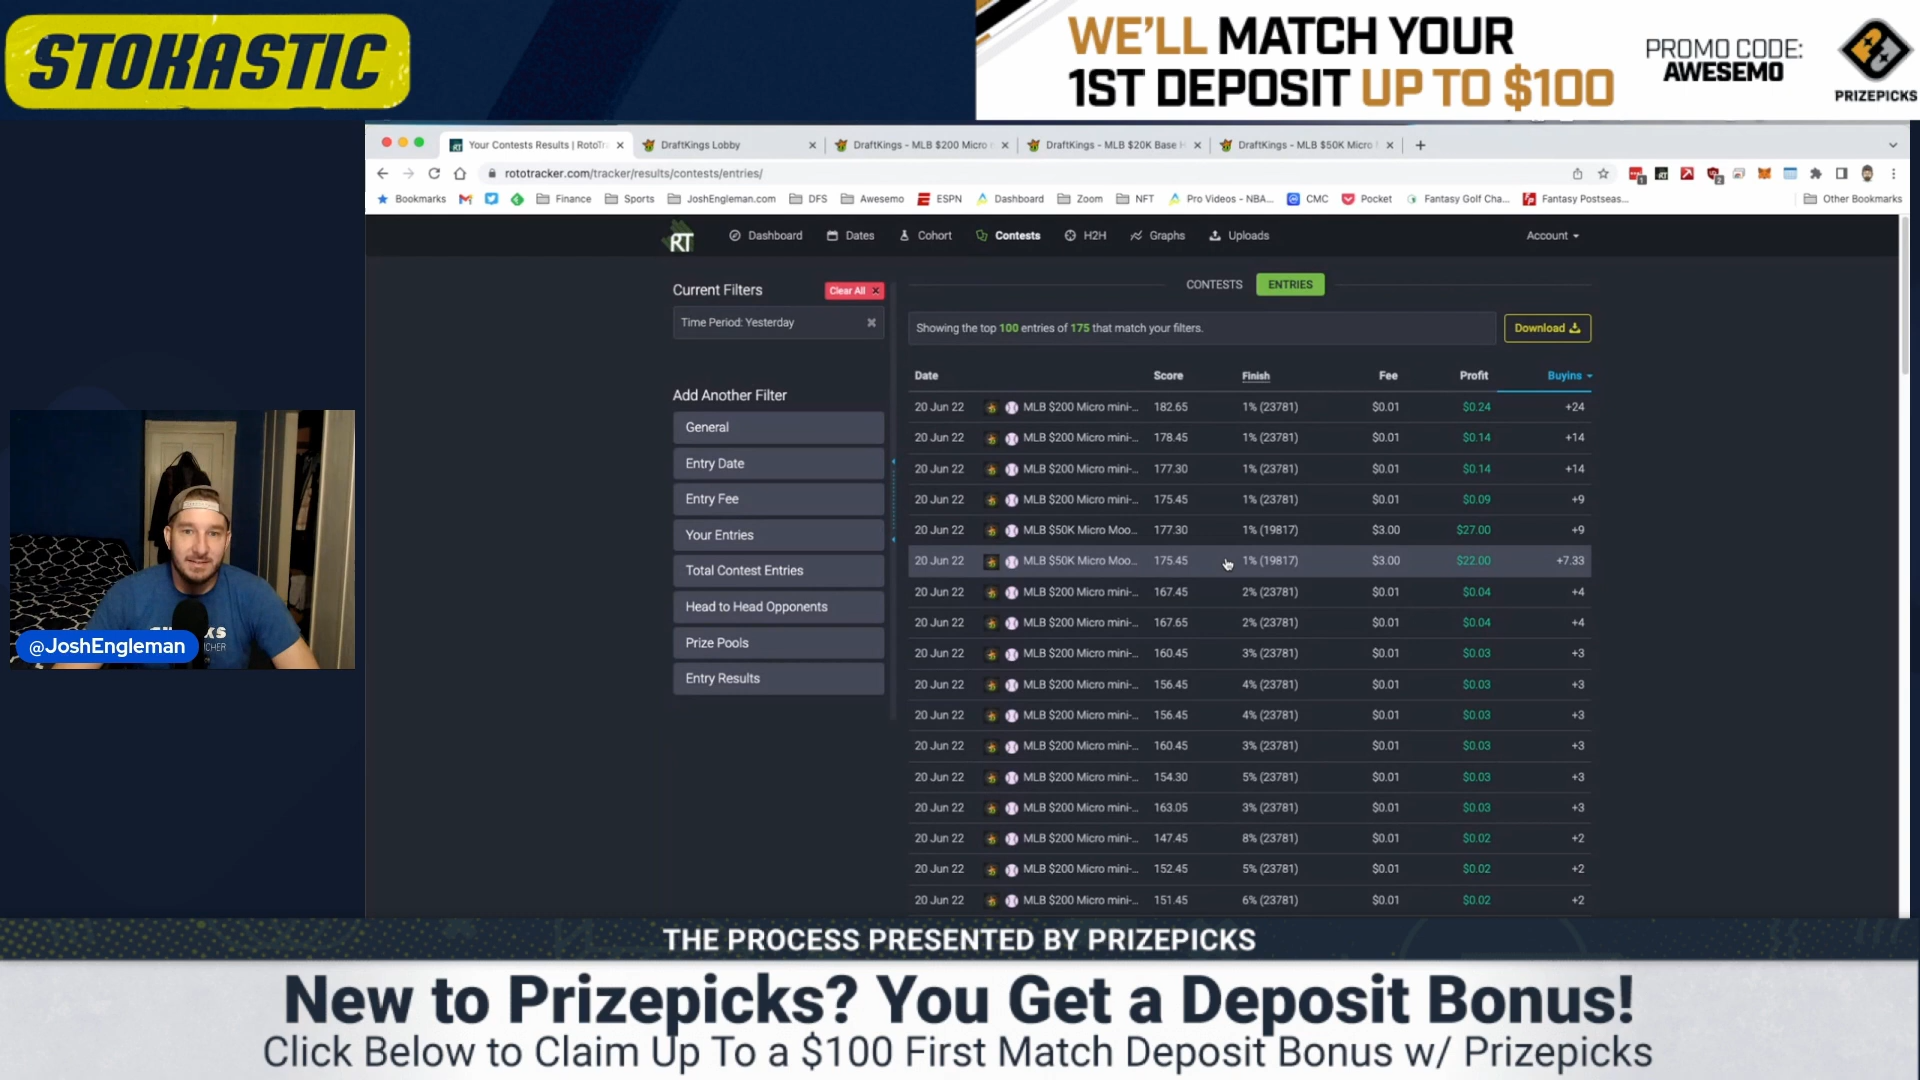 STOKASTIC
WE'LL MATCH YOUR
1ST DEPOSIT UP TO $100
PROMO CODE:
AWESEMO
PRIZEPICKS
Your Contests Results | RotoTra
DraftKings Lobby
DraftKings - MLB $200 Micro
DraftKings - MLB $20K Base H
DraftKings - MLB $50K Micro
rototracker.com/tracker/results/contests/entries/
Bookmarks
Finance
Sports
JoshEngleman.com
DFS
Awesemo
ESPN
Dashboard
Zoom
NFT
Pro Videos - NBA...
CMC
Pocket
Fantasy Golf Cha...
Fantasy Postseas...
Other Bookmarks
RT
Dashboard
Dates
Cohort
Contests
H2H
Graphs
Uploads
Account
Current Filters
Clear All
Time Period: Yesterday
Add Another Filter
General
Entry Date
Entry Fee
Your Entries
Total Contest Entries
Head to Head Opponents
Prize Pools
Entry Results
CONTESTS ENTRIES
Showing the top 100 entries of 175 that match your filters.
Download
Date Score Finish Fee Profit Buyins
20 Jun 22 MLB $200 Micro mini-... 182.65 1% (23781) $0.01 $0.24 +24
20 Jun 22 MLB $200 Micro mini-... 178.45 1% (23781) $0.01 $0.14 +14
20 Jun 22 MLB $200 Micro mini-... 177.30 1% (23781) $0.01 $0.14 +14
20 Jun 22 MLB $200 Micro mini-... 175.45 1% (23781) $0.01 $0.09 +9
20 Jun 22 MLB $50K Micro Moo... 177.30 1% (19817) $3.00 $27.00 +9
20 Jun 22 MLB $50K Micro Moo... 175.45 1% (19817) $3.00 $22.00 +7.33
20 Jun 22 MLB $200 Micro mini-... 167.45 2% (23781) $0.01 $0.04 +4
20 Jun 22 MLB $200 Micro mini-... 167.65 2% (23781) $0.01 $0.04 +4
20 Jun 22 MLB $200 Micro mini-... 160.45 3% (23781) $0.01 $0.03 +3
20 Jun 22 MLB $200 Micro mini-... 156.45 4% (23781) $0.01 $0.03 +3
20 Jun 22 MLB $200 Micro mini-... 156.45 4% (23781) $0.01 $0.03 +3
20 Jun 22 MLB $200 Micro mini-... 160.45 3% (23781) $0.01 $0.03 +3
20 Jun 22 MLB $200 Micro mini-... 154.30 5% (23781) $0.01 $0.03 +3
20 Jun 22 MLB $200 Micro mini-... 163.05 3% (23781) $0.01 $0.03 +3
20 Jun 22 MLB $200 Micro mini-... 147.45 8% (23781) $0.01 $0.02 +2
20 Jun 22 MLB $200 Micro mini-... 152.45 5% (23781) $0.01 $0.02 +2
20 Jun 22 MLB $200 Micro mini-... 151.45 6% (23781) $0.01 $0.02 +2
@JoshEngleman
THE PROCESS PRESENTED BY PRIZEPICKS
New to Prizepicks? You Get a Deposit Bonus!
Click Below to Claim Up To a $100 First Match Deposit Bonus w/ Prizepicks